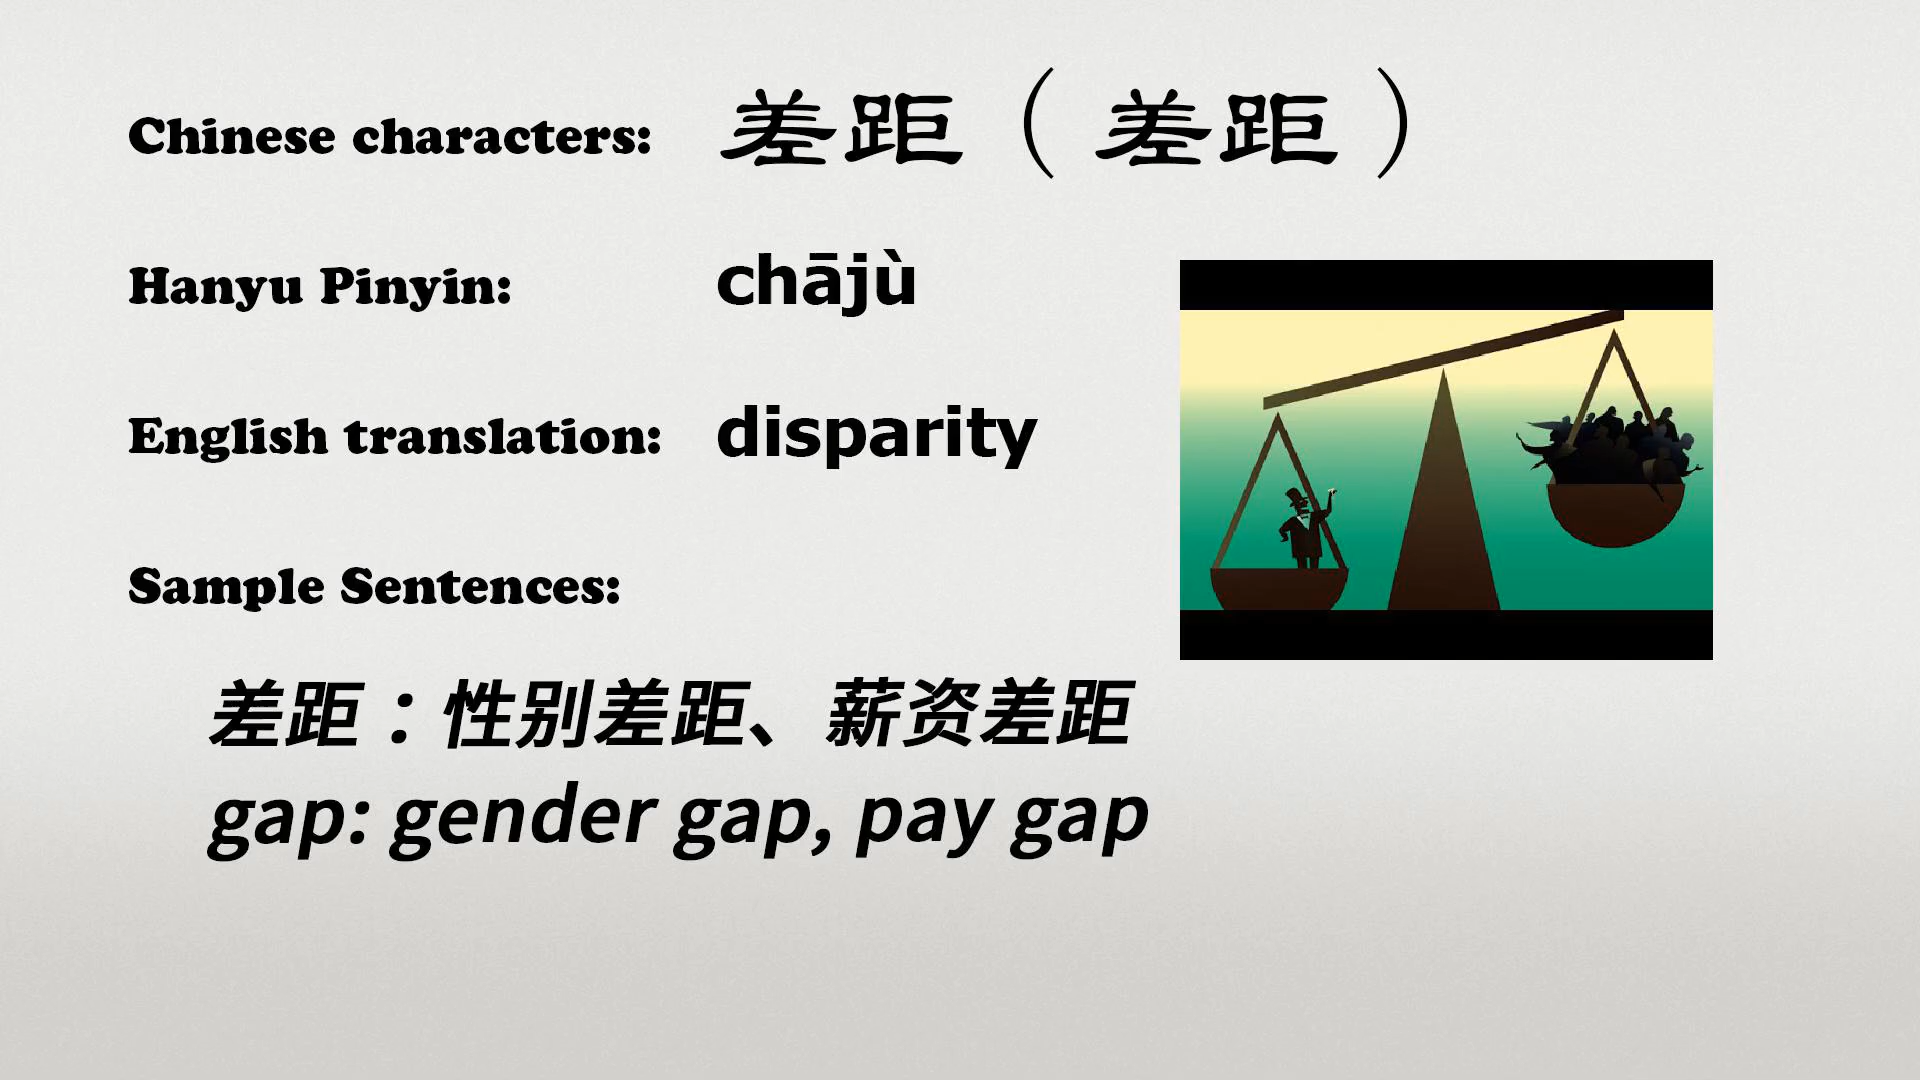 Chinese characters: 差距（差距）
Hanyu Pinyin: chājù
English translation: disparity
Sample Sentences:
差距：性别差距、薪资差距
gap: gender gap, pay gap